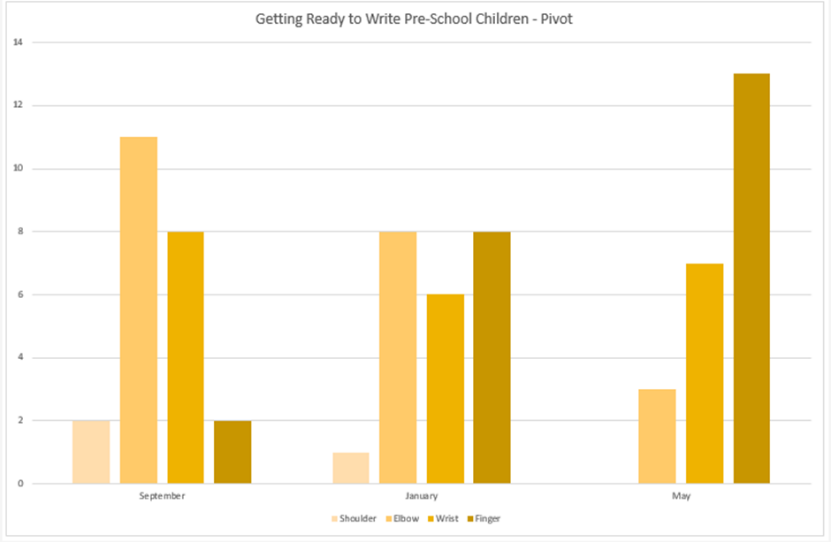 Getting Ready to Write Pre-School Children - Pivot
14
12
10
8
6
4
2
0
September January May
Shoulder Elbow Wrist Finger